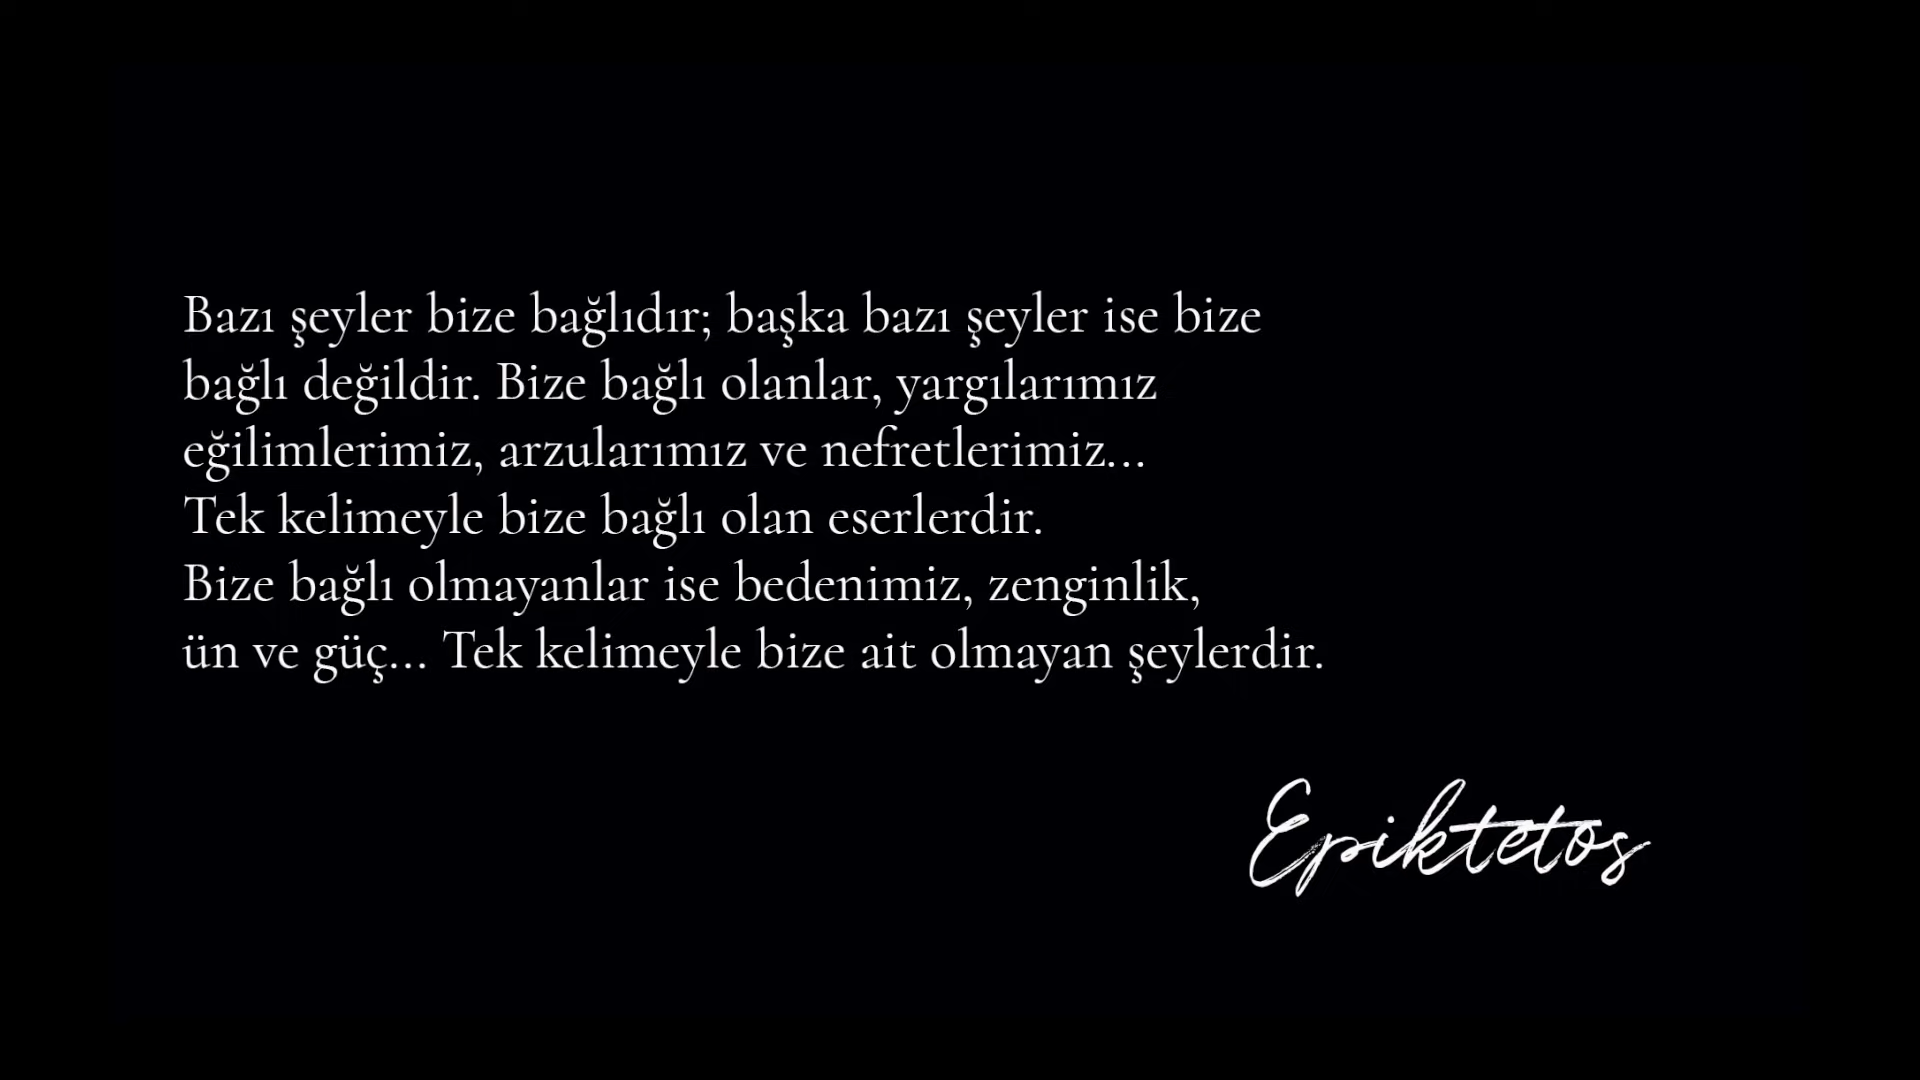 Bazı şeyler bize bağlıdır; başka bazı şeyler ise bize
bağlı değildir. Bize bağlı olanlar, yargılarımız
eğilimlerimiz, arzularımız ve nefretlerimiz...
Tek kelimeyle bize bağlı olan eserlerdir.
Bize bağlı olmayanlar ise bedenimiz, zenginlik,
ün ve güç... Tek kelimeyle bize ait olmayan şeylerdir.
Epiktetos